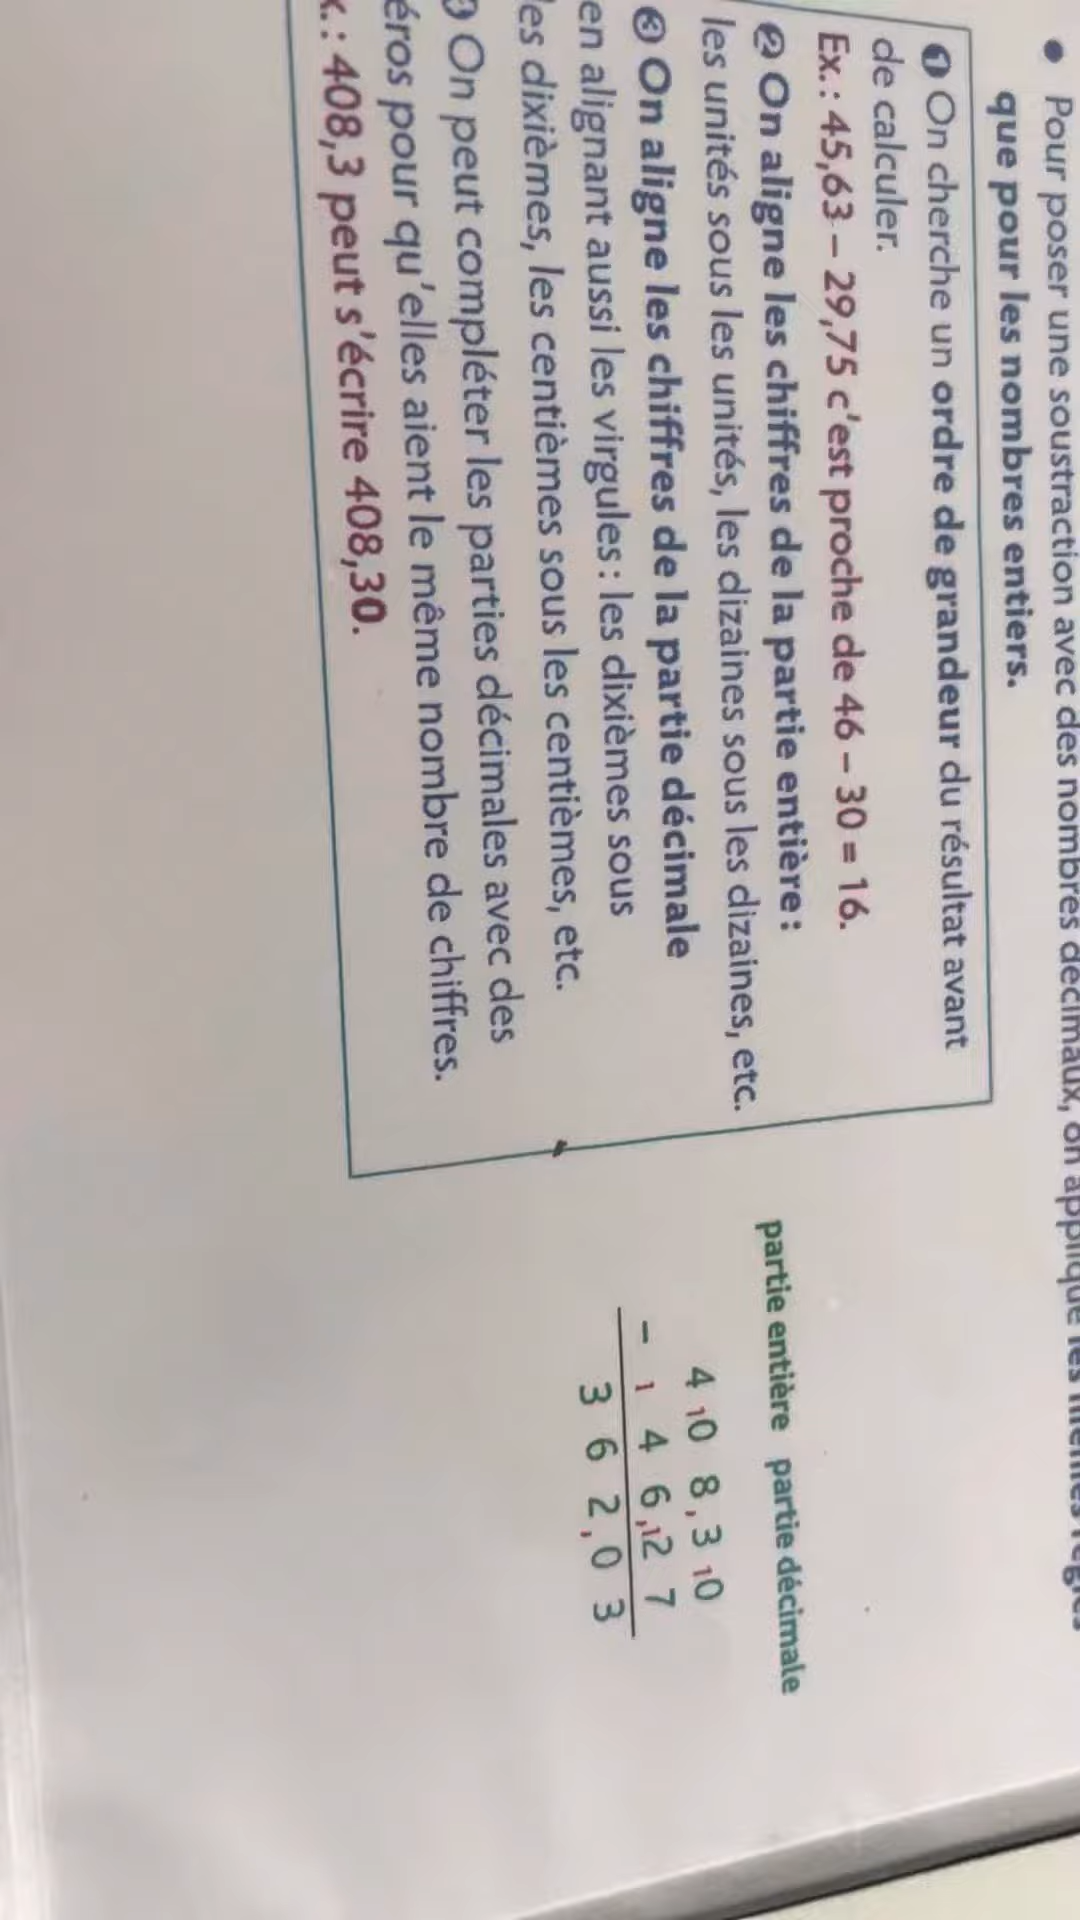 • Pour poser une soustraction avec des nombres décimaux, on applique les mêmes règles
que pour les nombres entiers.
❶ On cherche un ordre de grandeur du résultat avant
de calculer.
Ex. : 45,63 – 29,75 c'est proche de 46 – 30 = 16.
❷ On aligne les chiffres de la partie entière :
les unités sous les unités, les dizaines sous les dizaines, etc.
❸ On aligne les chiffres de la partie décimale
en alignant aussi les virgules : les dixièmes sous
les dixièmes, les centièmes sous les centièmes, etc.
On peut compléter les parties décimales avec des
éros pour qu'elles aient le même nombre de chiffres.
x. : 408,3 peut s'écrire 408,30.
partie entière partie décimale
4 10 8,3 10
– 1 4 6,12 7
3 6 2,0 3